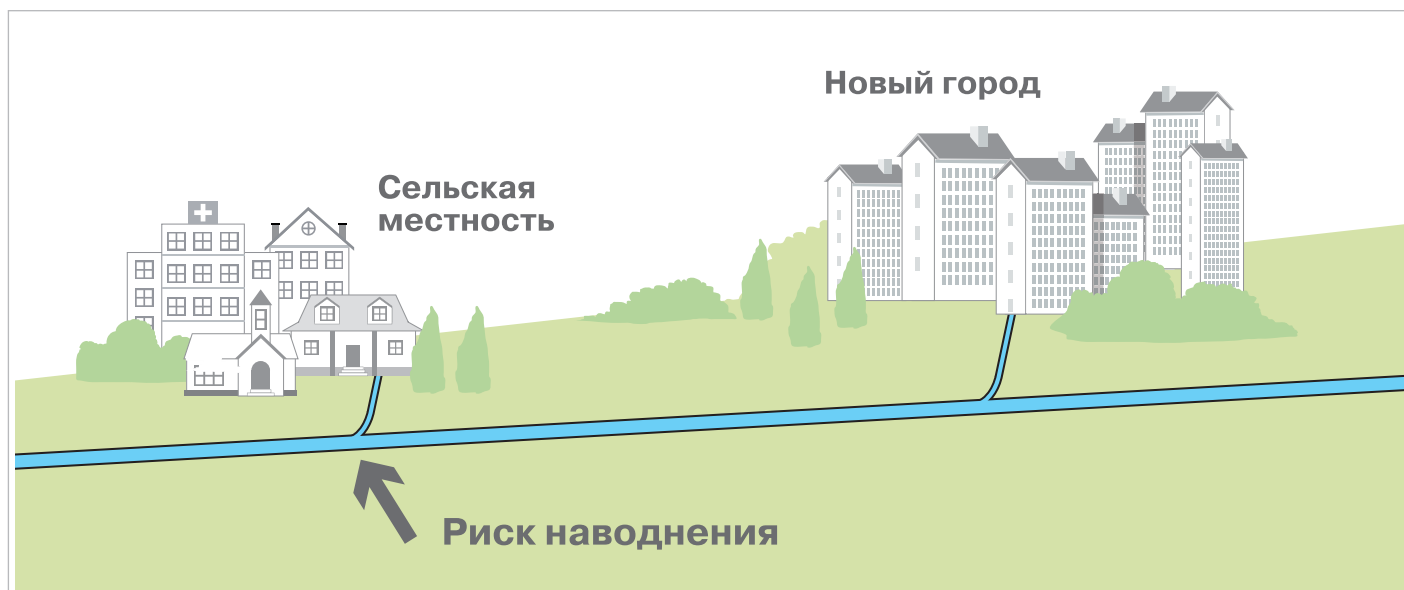 Новый город
Сельская
местность
Риск наводнения